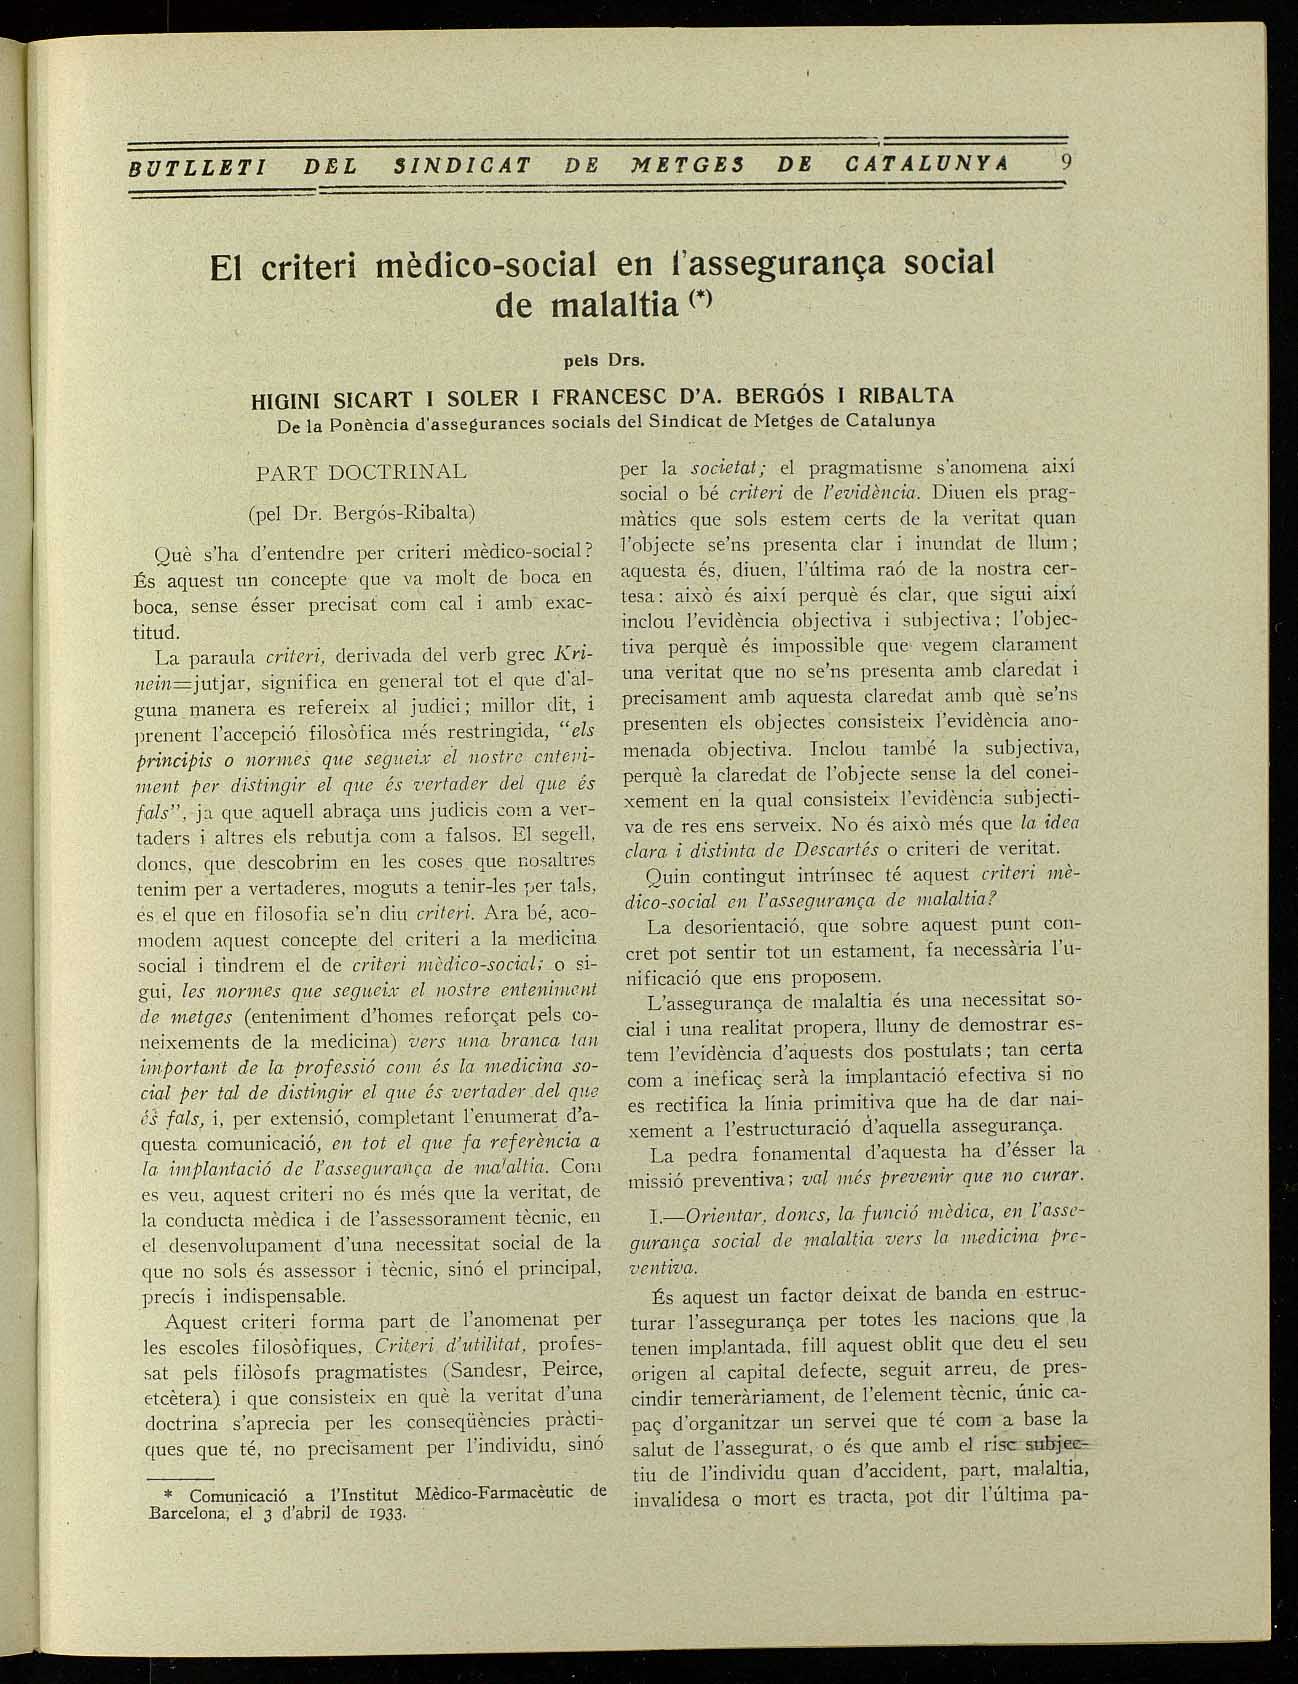 BUTLLETI DEL SINDICAT DE METGES DE CATALUNYA 9
El criteri mèdico-social en l'assegurança social
de malaltia (*)
pels Drs.
HIGINI SICART I SOLER I FRANCESC D'A. BERGÓS I RIBALTA
De la Ponència d'assegurances socials del Sindicat de Metges de Catalunya
PART DOCTRINAL
(pel Dr. Bergós-Ribalta)
Què s'ha d'entendre per criteri mèdico-social?
És aquest un concepte que va molt de boca en
boca, sense ésser precisat com cal i amb exac-
titud.
La paraula criteri, derivada del verb grec Kri-
nein=jutjar, significa en general tot el que d'al-
guna manera es refereix al judici; millor dit, i
prenent l'accepció filosòfica més restringida, "els
principis o normes que segueix el nostre enteni-
ment per distingir el que és vertader del que és
fals", ja que aquell abraça uns judicis com a ver-
taders i altres els rebutja com a falsos. El segell,
doncs, que descobrim en les coses que nosaltres
tenim per a vertaderes, moguts a tenir-les per tals,
és el que en filosofia se'n diu criteri. Ara bé, aco-
modem aquest concepte del criteri a la medicina
social i tindrem el de criteri mèdico-social; o si-
gui, les normes que segueix el nostre enteniment
de metges (enteniment d'homes reforçat pels co-
neixements de la medicina) vers una branca tan
important de la professió com és la medicina so-
cial per tal de distingir el que és vertader del que
és fals, i, per extensió, completant l'enumerat d'a-
questa comunicació, en tot el que fa referència a
la implantació de l'assegurança de malaltia. Com
es veu, aquest criteri no és més que la veritat, de
la conducta mèdica i de l'assessorament tècnic, en
el desenvolupament d'una necessitat social de la
que no sols és assessor i tècnic, sinó el principal,
precís i indispensable.
Aquest criteri forma part de l'anomenat per
les escoles filosòfiques, Criteri d'utilitat, profes-
sat pels filòsofs pragmatistes (Sandesr, Peirce,
etcètera) i que consisteix en què la veritat d'una
doctrina s'aprecia per les conseqüències pràcti-
ques que té, no precisament per l'individu, sinó
* Comunicació a l'Institut Mèdico-Farmacèutic de
Barcelona, el 3 d'abril de 1933.
per la societat; el pragmatisme s'anomena així
social o bé criteri de l'evidència. Diuen els prag-
màtics que sols estem certs de la veritat quan
l'objecte se'ns presenta clar i inundat de llum;
aquesta és, diuen, l'última raó de la nostra cer-
tesa: això és així perquè és clar, que sigui així
inclou l'evidència objectiva i subjectiva; l'objec-
tiva perquè és impossible que vegem clarament
una veritat que no se'ns presenta amb claredat i
precisament amb aquesta claredat amb què se'ns
presenten els objectes consisteix l'evidència ano-
menada objectiva. Inclou també la subjectiva,
perquè la claredat de l'objecte sense la del conei-
xement en la qual consisteix l'evidència subjecti-
va de res ens serveix. No és això més que la idea
clara i distinta de Descartés o criteri de veritat.
Quin contingut intrínsec té aquest criteri mè-
dico-social en l'assegurança de malaltia?
La desorientació, que sobre aquest punt con-
cret pot sentir tot un estament, fa necessària l'u-
nificació que ens proposem.
L'assegurança de malaltia és una necessitat so-
cial i una realitat propera, lluny de demostrar es-
tem l'evidència d'aquests dos postulats; tan certa
com a ineficaç serà la implantació efectiva si no
es rectifica la línia primitiva que ha de dar nai-
xement a l'estructuració d'aquella assegurança.
La pedra fonamental d'aquesta ha d'ésser la
missió preventiva; val més prevenir que no curar.
I.—Orientar, doncs, la funció mèdica, en l'asse-
gurança social de malaltia vers la medicina pre-
ventiva.
És aquest un factor deixat de banda en estruc-
turar l'assegurança per totes les nacions que la
tenen implantada, fill aquest oblit que deu el seu
origen al capital defecte, seguit arreu, de pres-
cindir temeràriament, de l'element tècnic, únic ca-
paç d'organitzar un servei que té com a base la
salut de l'assegurat, o és que amb el risc subjec-
tiu de l'individu quan d'accident, part, malaltia,
invalidesa o mort es tracta, pot dir l'última pa-